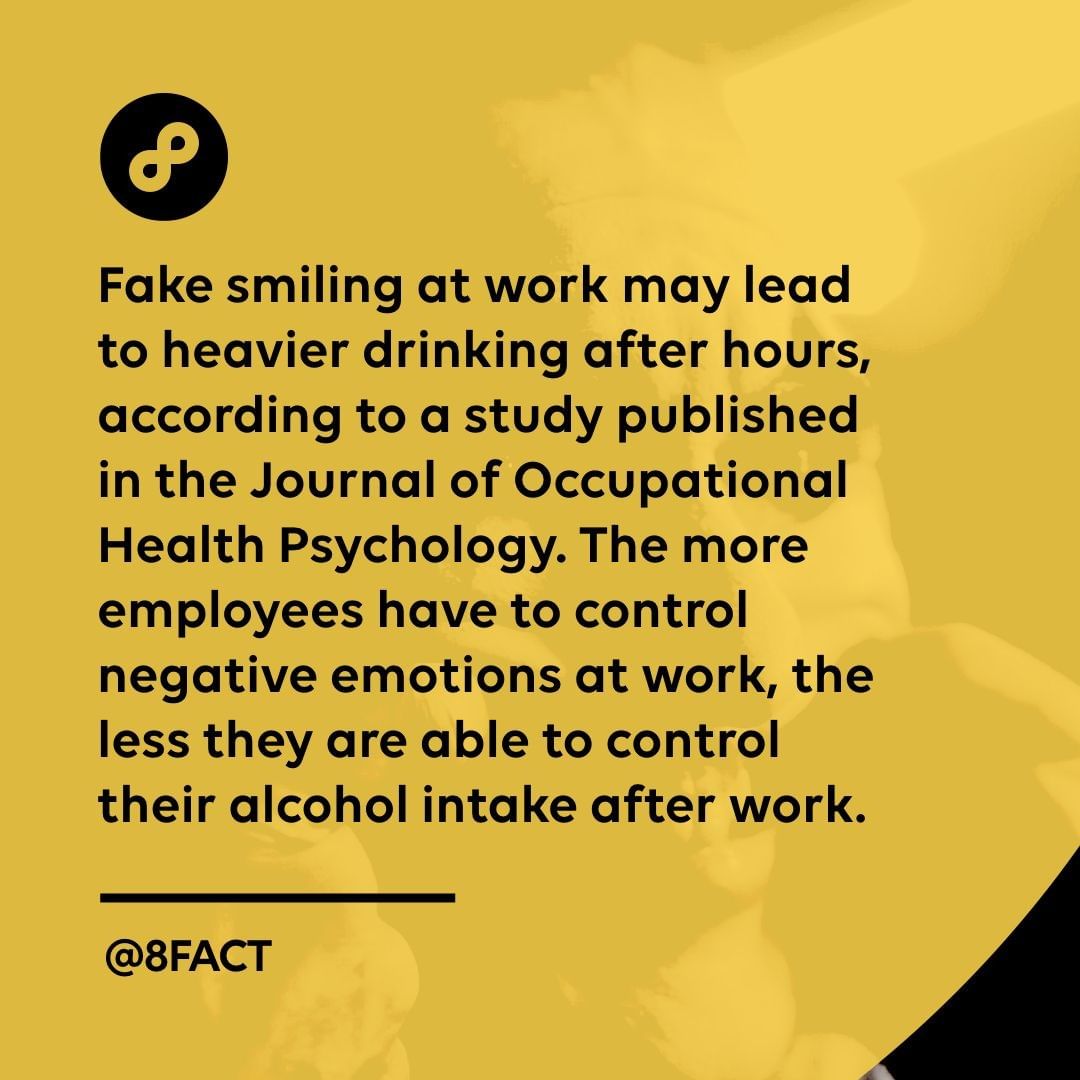 Fake smiling at work may lead
to heavier drinking after hours,
according to a study published
in the Journal of Occupational
Health Psychology. The more
employees have to control
negative emotions at work, the
less they are able to control
their alcohol intake after work.
@8FACT